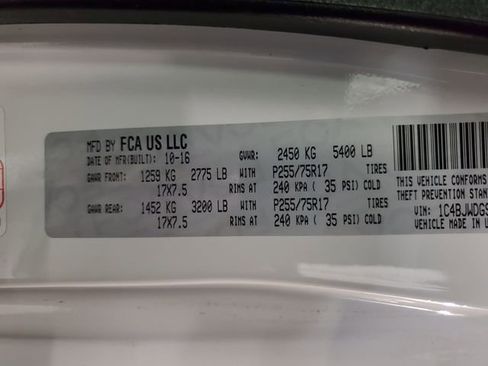 MFD BY FCA US LLC
DATE OF MFR(BUILT): 10-16 GVWR: 2450 KG 5400 LB
GAWR FRONT: 1259 KG 2775 LB WITH P255/75R17 TIRES
17X7.5 RIMS AT 240 KPA ( 35 PSI) COLD
GAWR REAR: 1452 KG 3200 LB WITH P255/75R17 TIRES
17X7.5 RIMS AT 240 KPA ( 35 PSI) COLD
THIS VEHICLE CONFORMS
THEFT PREVENTION STAN
VIN: 1C4BJWDG
VEHICLE MADE IN U